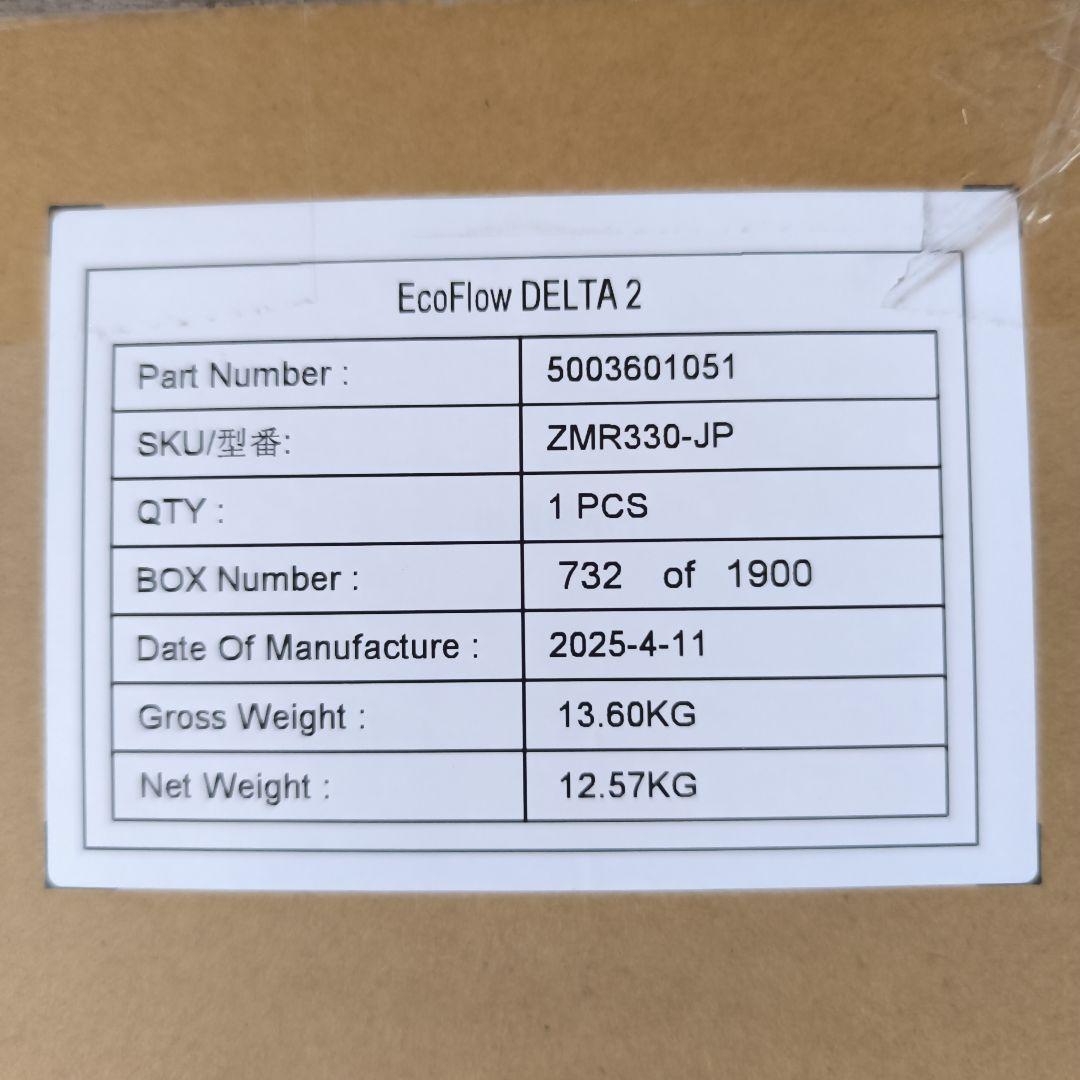 EcoFlow DELTA 2
Part Number : 5003601051
SKU/型番: ZMR330-JP
QTY : 1 PCS
BOX Number : 732 of 1900
Date Of Manufacture : 2025-4-11
Gross Weight : 13.60KG
Net Weight : 12.57KG